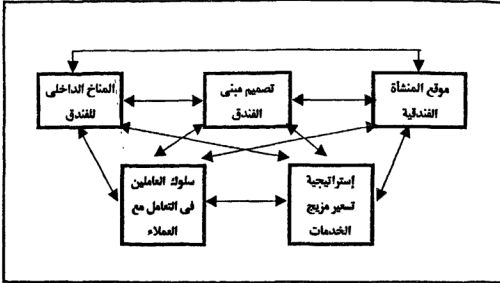 موقع المنشأة
الفندقية
تصميم مبنى
الفندق
المناخ الداخلى
للفندق
إستراتيجية
تسعير مزيج
الخدمات
سلوك العاملين
فى التعامل مع
العملاء